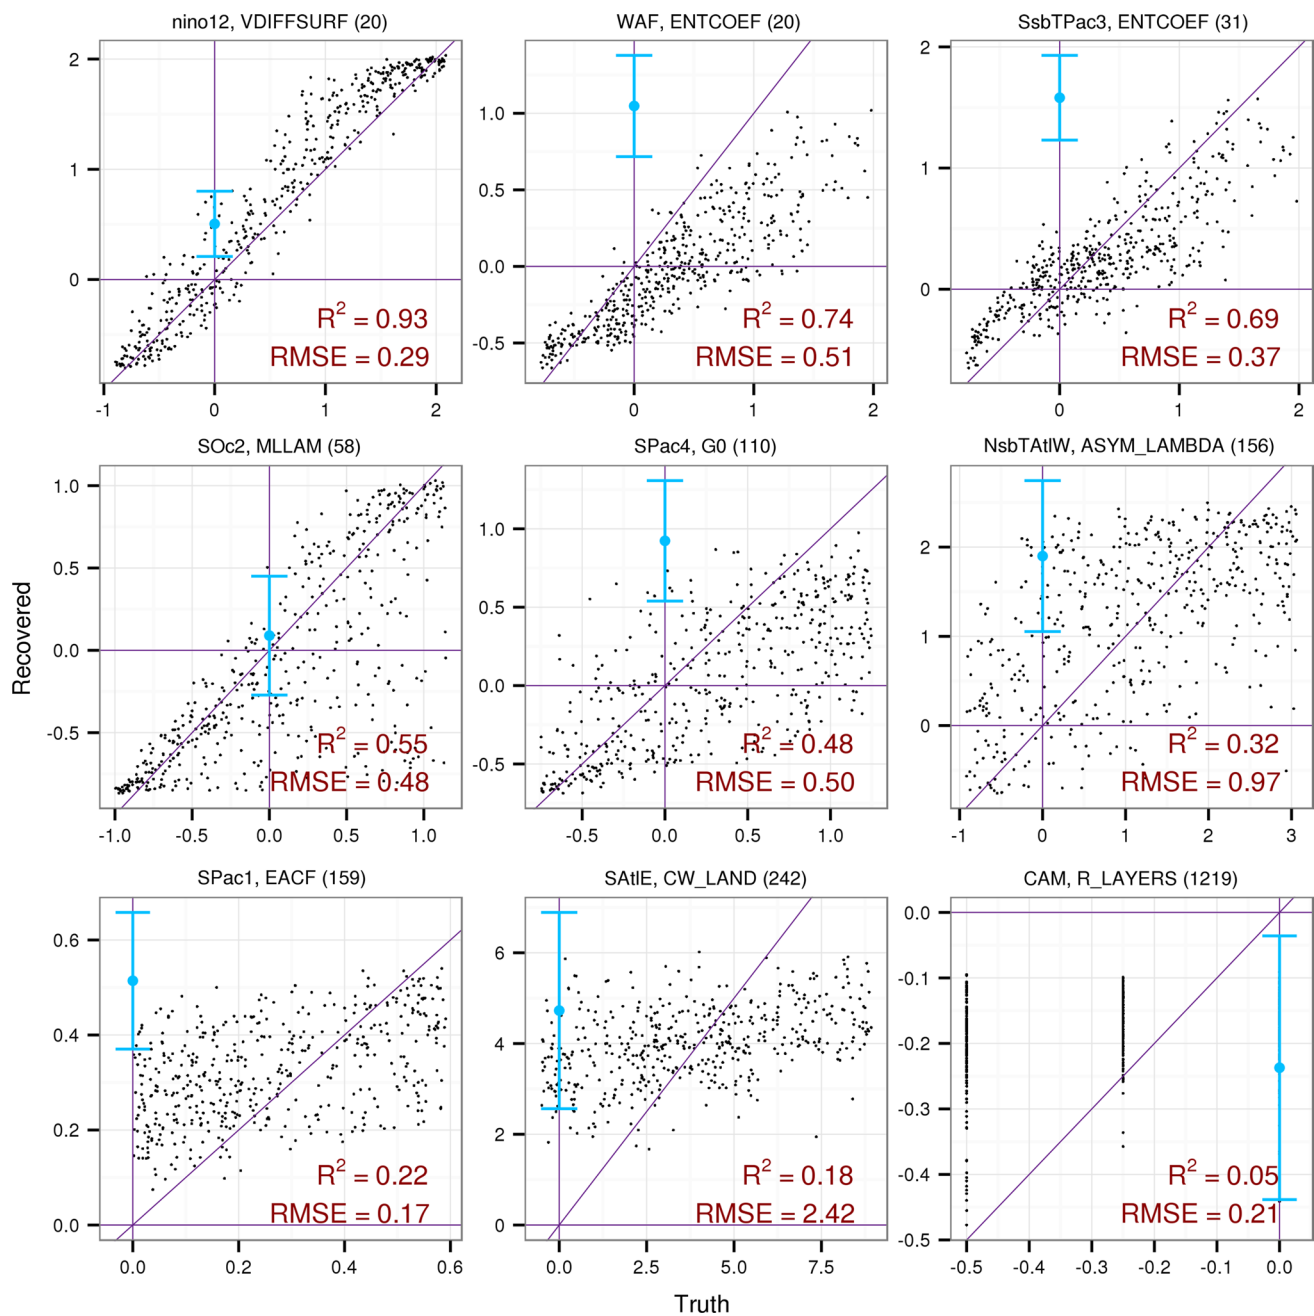 nino12, VDIFFSURF (20)
WAF, ENTCOEF (20)
SsbTPac3, ENTCOEF (31)
2
1
0
R² = 0.93
RMSE = 0.29
-1 0 1 2
1.0
0.5
0.0
-0.5
R² = 0.74
RMSE = 0.51
0 1 2
2
1
0
R² = 0.69
RMSE = 0.37
0 1 2
SOc2, MLLAM (58)
SPac4, G0 (110)
NsbTAtlW, ASYM_LAMBDA (156)
Recovered
1.0
0.5
0.0
-0.5
R² = 0.55
RMSE = 0.48
-1.0 -0.5 0.0 0.5 1.0
1.0
0.5
0.0
-0.5
R² = 0.48
RMSE = 0.50
-0.5 0.0 0.5 1.0
2
1
0
R² = 0.32
RMSE = 0.97
-1 0 1 2 3
SPac1, EACF (159)
SAtlE, CW_LAND (242)
CAM, R_LAYERS (1219)
0.6
0.4
0.2
0.0
R² = 0.22
RMSE = 0.17
0.0 0.2 0.4 0.6
6
4
2
0
R² = 0.18
RMSE = 2.42
0.0 2.5 5.0 7.5
0.0
-0.1
-0.2
-0.3
-0.4
-0.5
R² = 0.05
RMSE = 0.21
-0.5 -0.4 -0.3 -0.2 -0.1 0.0
Truth